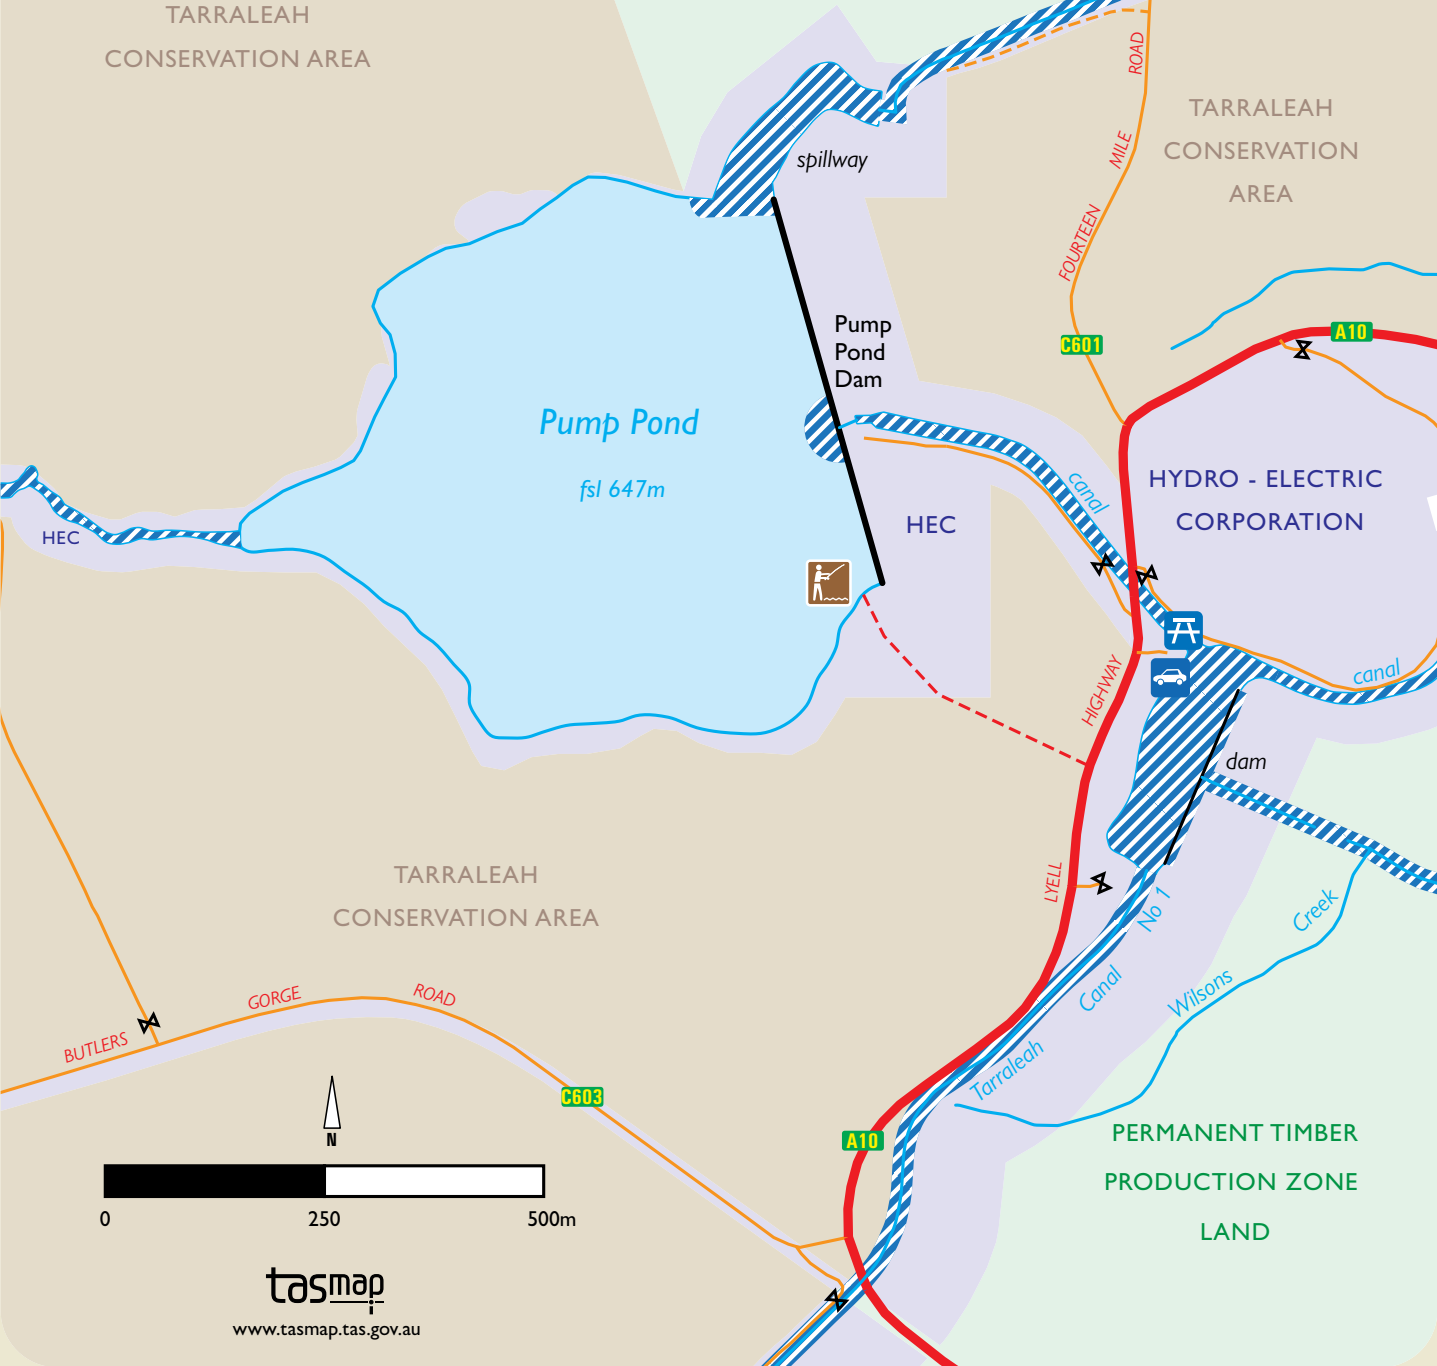 TARRALEAH
CONSERVATION AREA
ROAD
MILE
FOURTEEN
TARRALEAH
CONSERVATION
AREA
spillway
Pump
Pond
Dam
C601
A10
Pump Pond
fsl 647m
canal
HYDRO - ELECTRIC
CORPORATION
HEC
HEC
canal
HIGHWAY
dam
LYELL
TARRALEAH
CONSERVATION AREA
No 1
Canal
Tarraleah
Creek
Wilsons
BUTLERS
GORGE
ROAD
C603
A10
N
0
250
500m
PERMANENT TIMBER
PRODUCTION ZONE
LAND
tasmap
www.tasmap.tas.gov.au